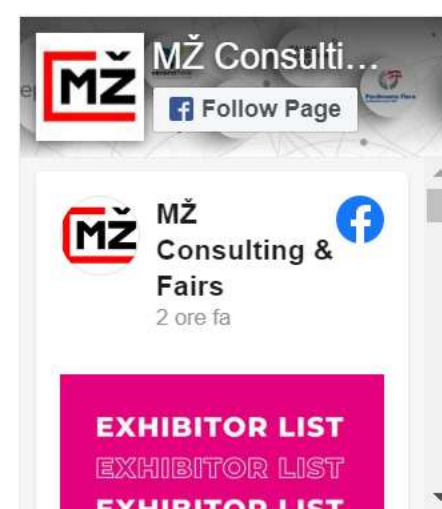 MŽ
MŽ Consulti...
Follow Page
MŽ
MŽ
Consulting &
Fairs
2 ore fa
EXHIBITOR LIST
EXHIBITOR LIST
EXHIBITOR LIST